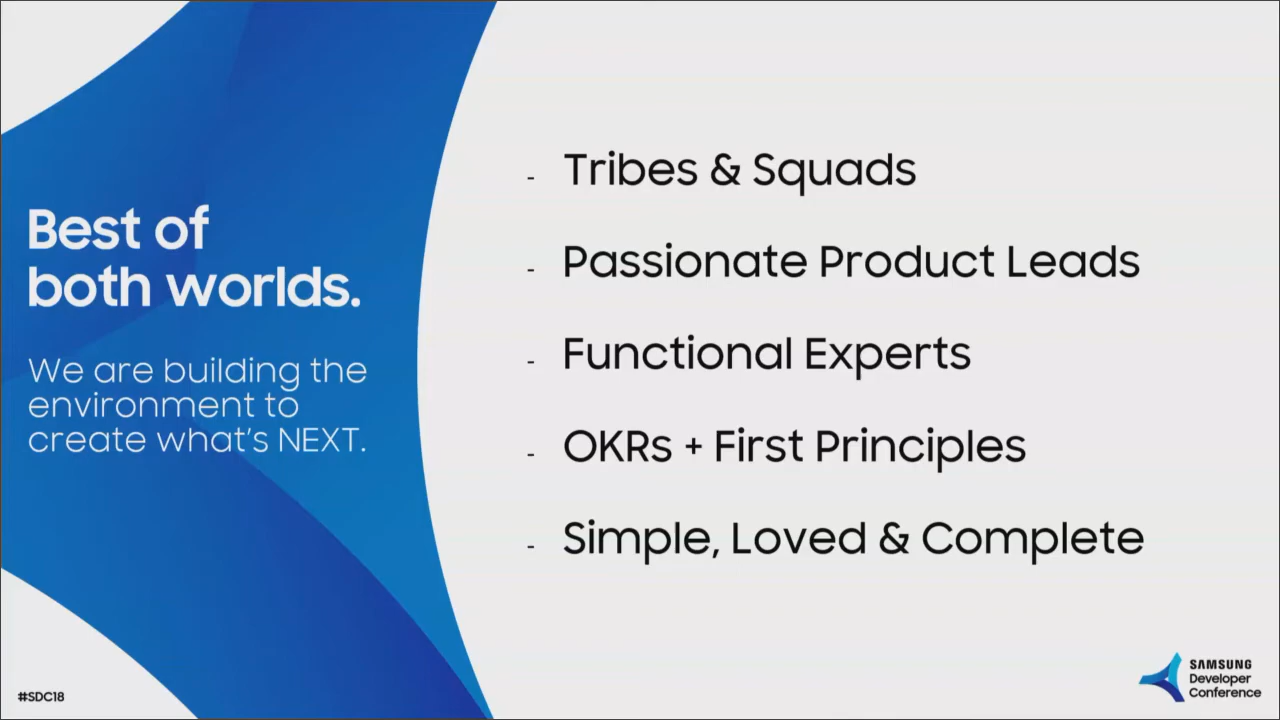 Best of
both worlds.
We are building the
environment to
create what's NEXT.
- Tribes & Squads
- Passionate Product Leads
- Functional Experts
- OKRs + First Principles
- Simple, Loved & Complete
#SDC18
SAMSUNG
Developer
Conference